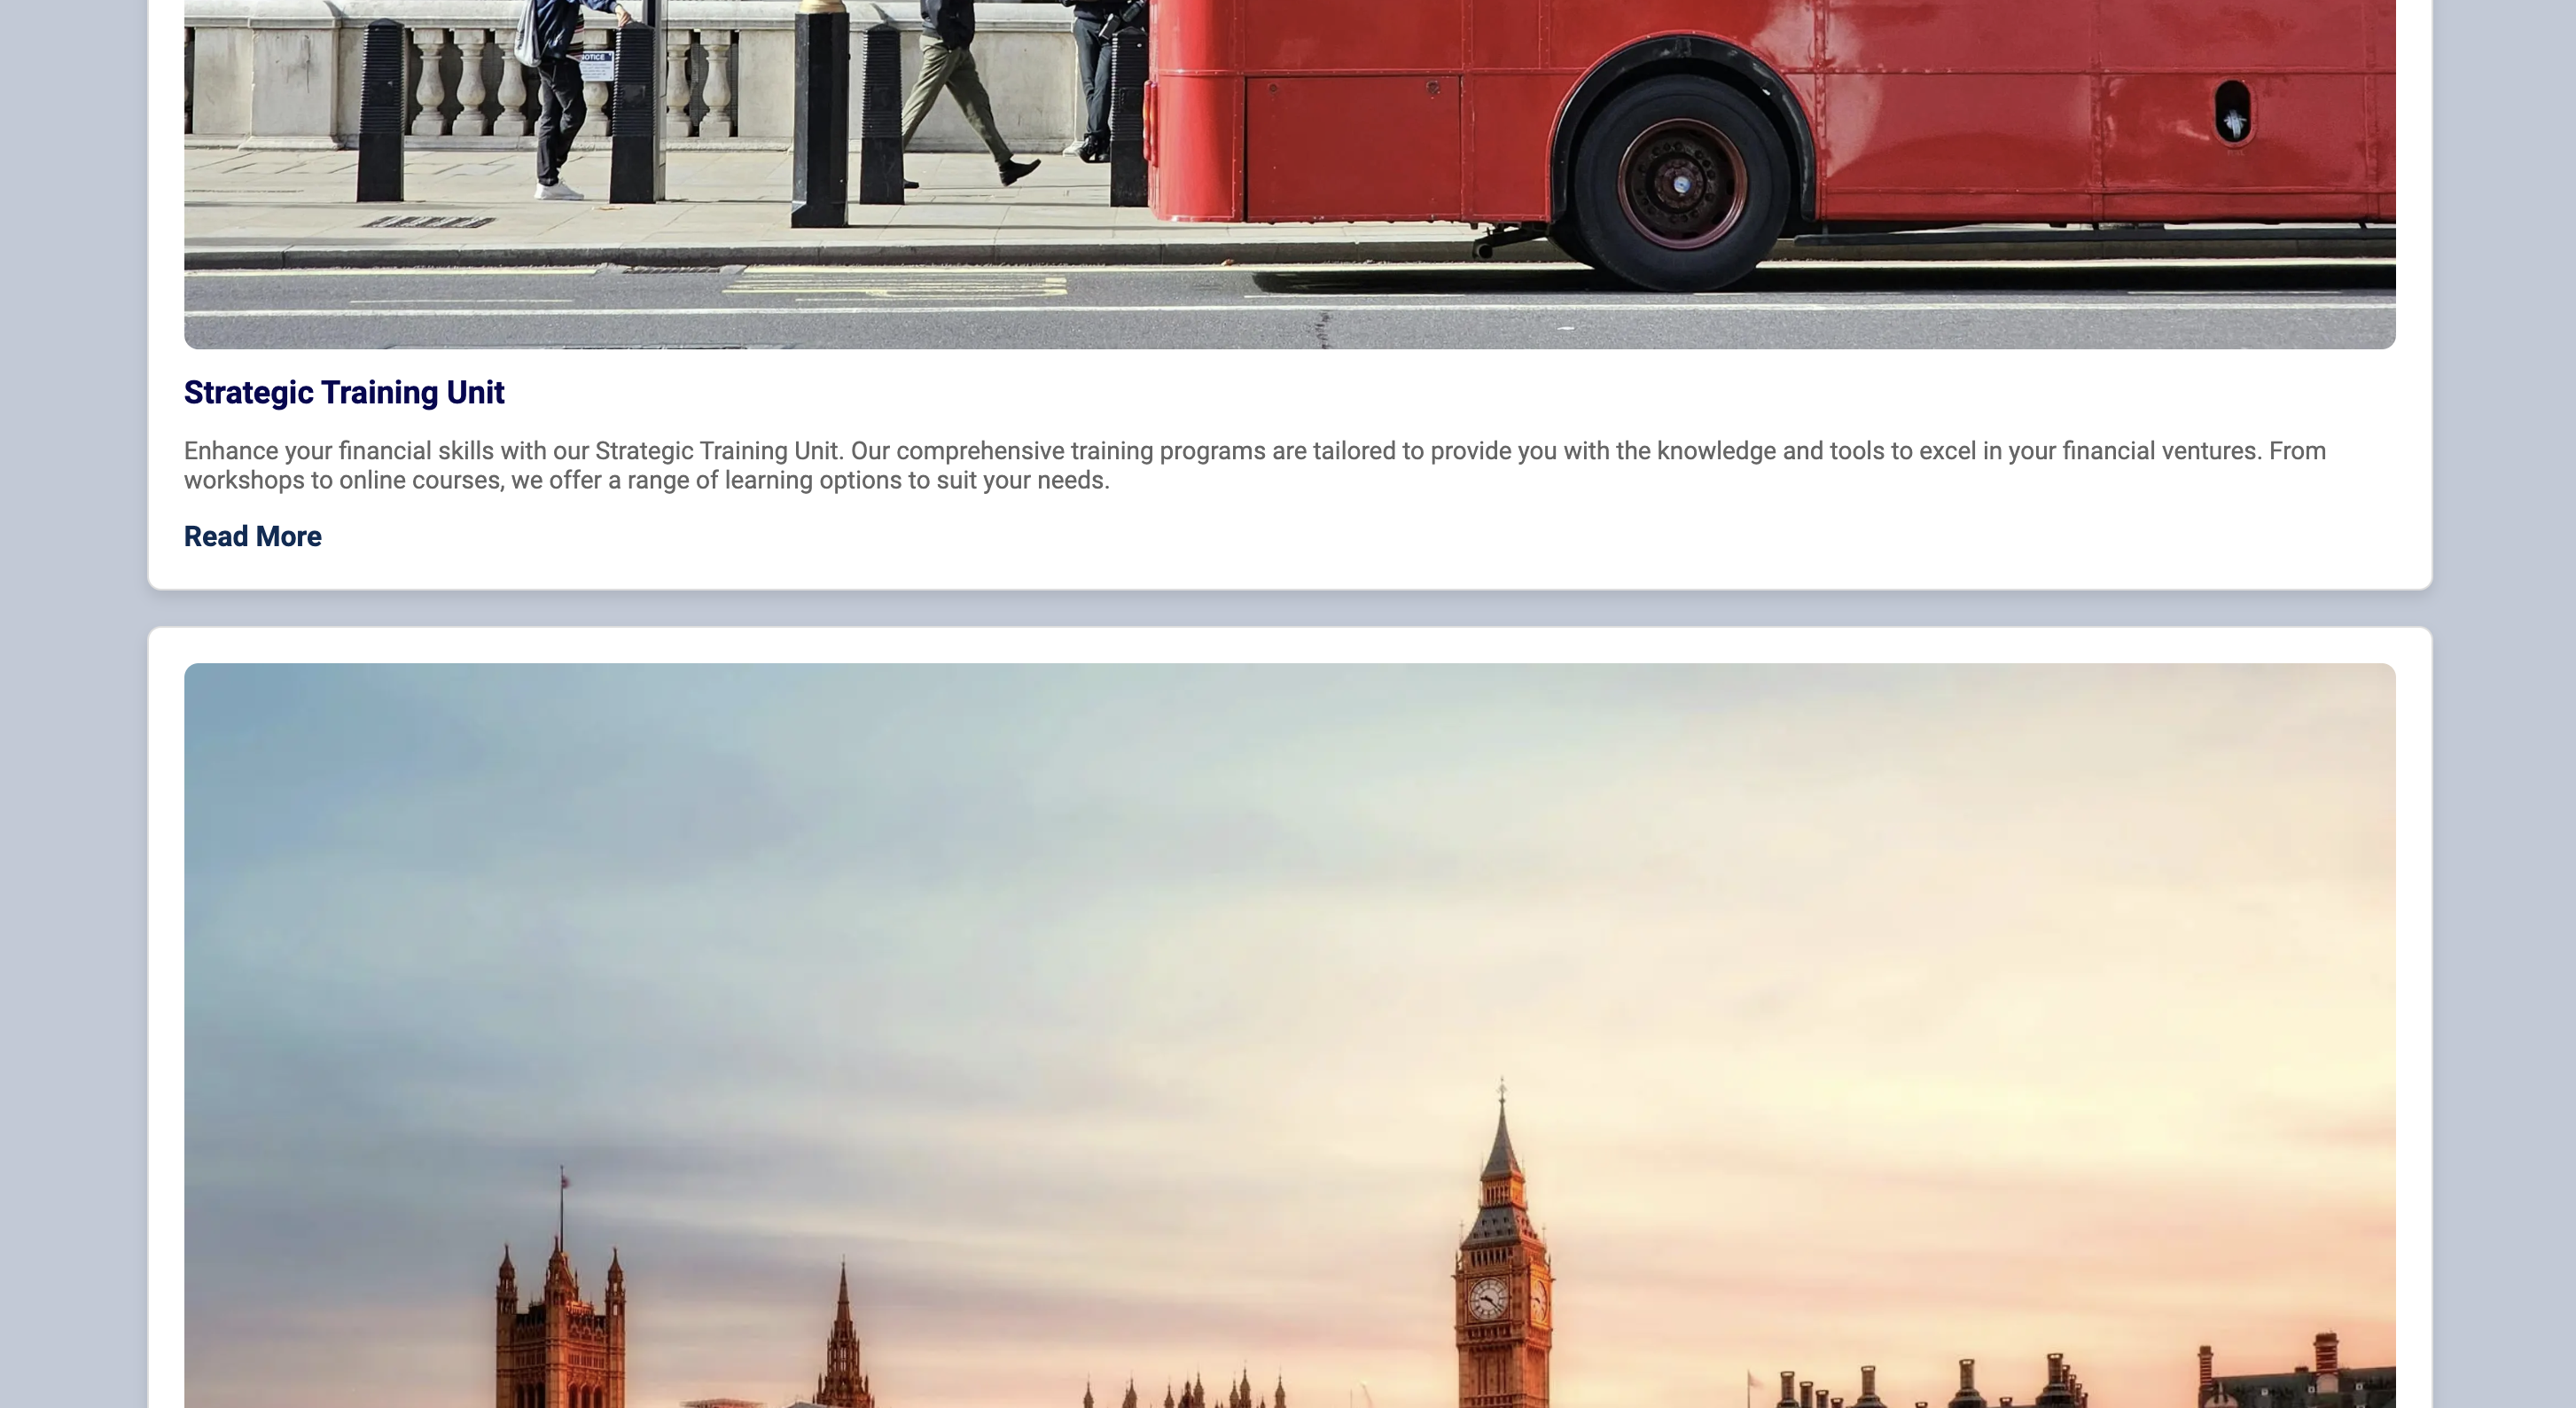 NOTICE
Strategic Training Unit
Enhance your financial skills with our Strategic Training Unit. Our comprehensive training programs are tailored to provide you with the knowledge and tools to excel in your financial ventures. From
workshops to online courses, we offer a range of learning options to suit your needs.
Read More